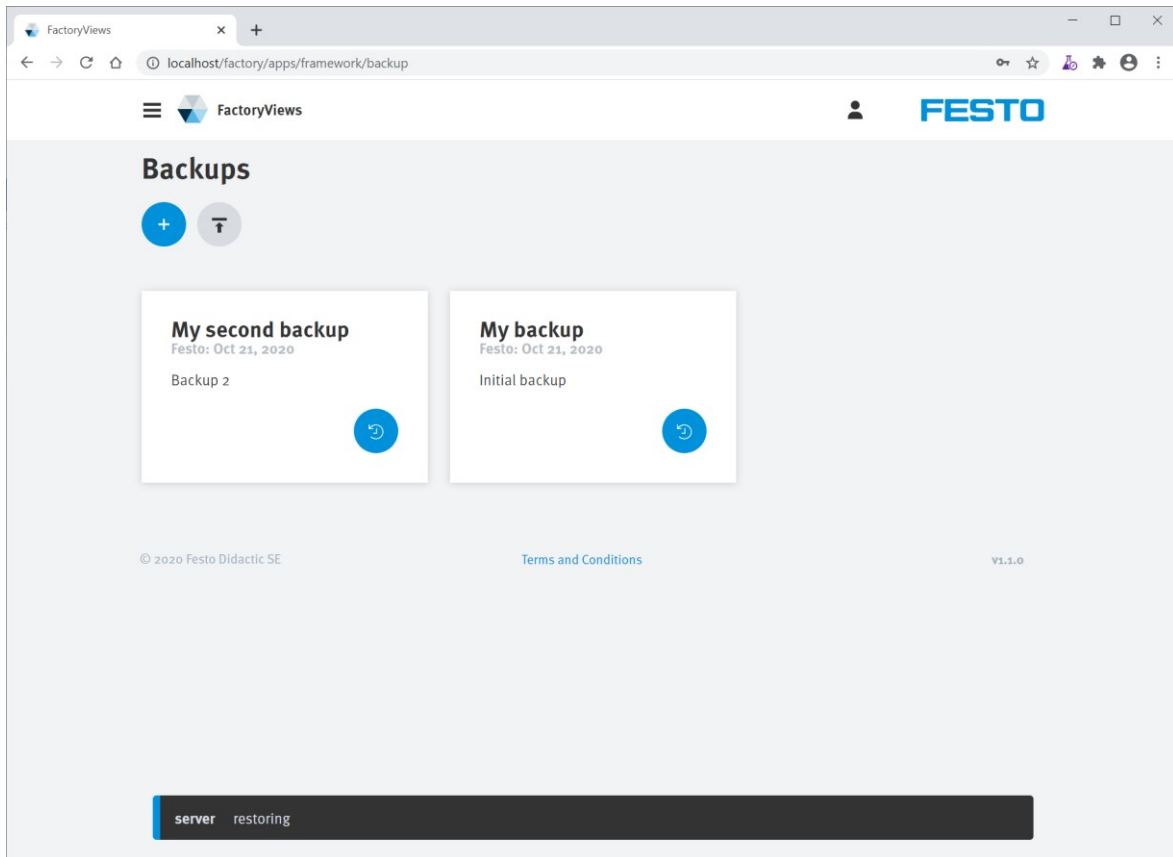 FactoryViews
localhost/factory/apps/framework/backup
FactoryViews
FESTO
Backups
My second backup
Festo: Oct 21, 2020
Backup 2
My backup
Festo: Oct 21, 2020
Initial backup
© 2020 Festo Didactic SE
Terms and Conditions
v1.1.0
server restoring